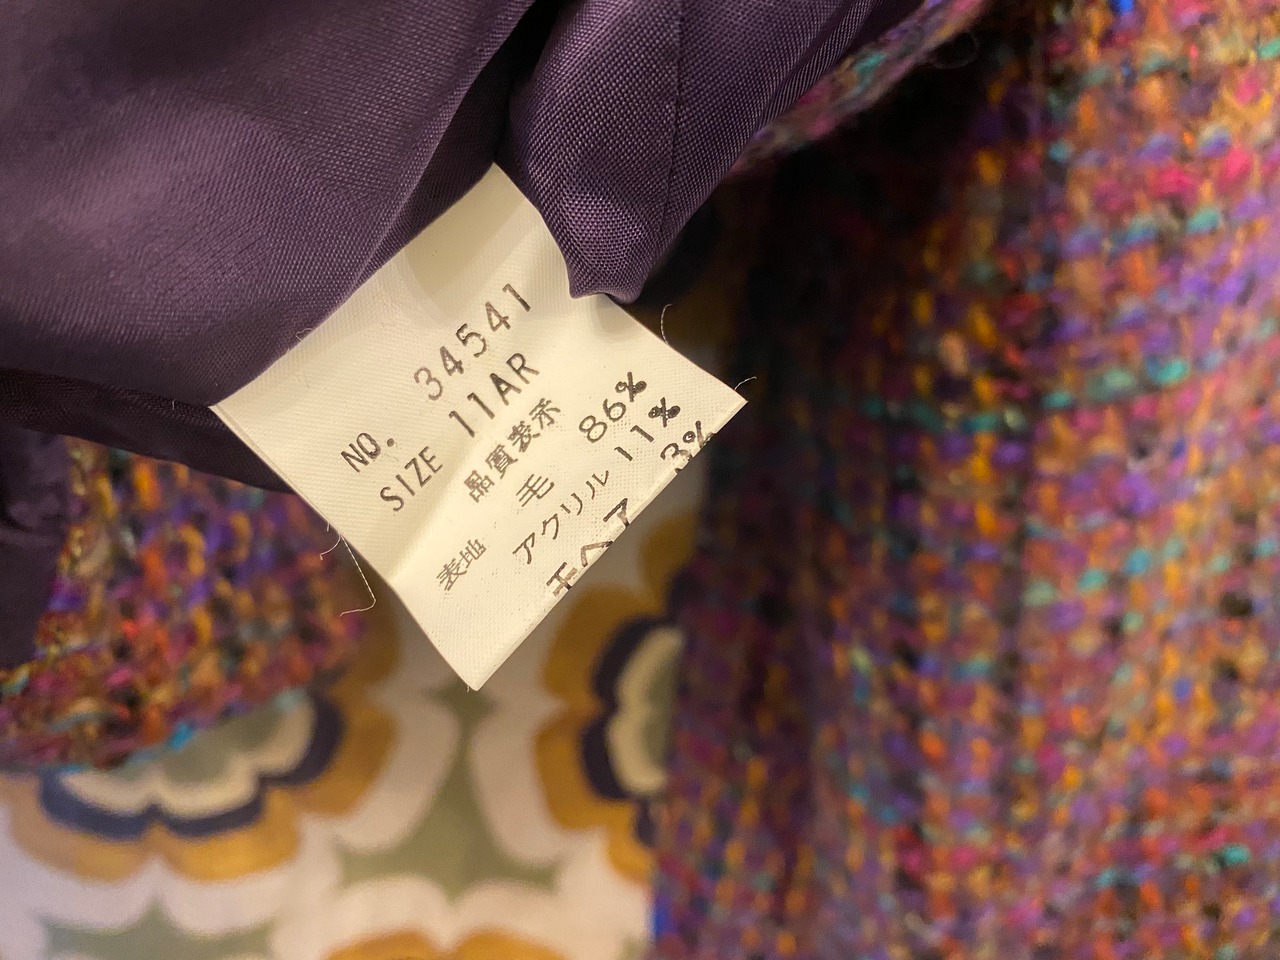 NO. 34541
SIZE 11AR
品質表示
表地 毛 86%
アクリル 11%
モヘア 3%